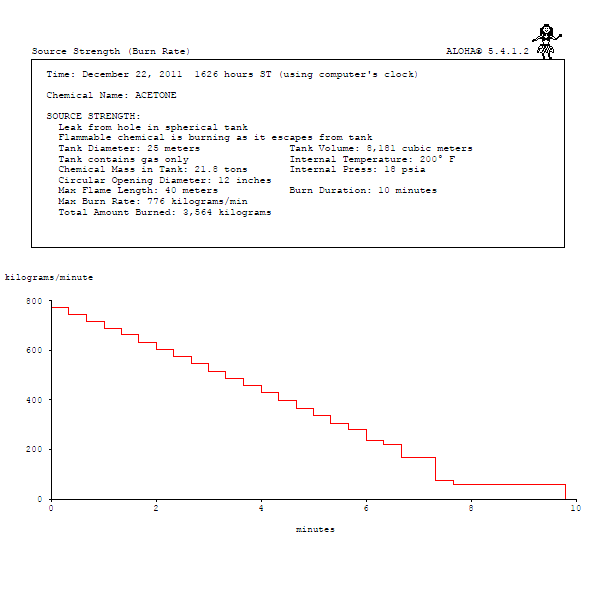 Source Strength (Burn Rate) ALOHA® 5.4.1.2
Time: December 22, 2011 1626 hours ST (using computer's clock)
Chemical Name: ACETONE
SOURCE STRENGTH:
Leak from hole in spherical tank
Flammable chemical is burning as it escapes from tank
Tank Diameter: 25 meters Tank Volume: 8,181 cubic meters
Tank contains gas only Internal Temperature: 200° F
Chemical Mass in Tank: 21.8 tons Internal Press: 18 psia
Circular Opening Diameter: 12 inches
Max Flame Length: 40 meters Burn Duration: 10 minutes
Max Burn Rate: 776 kilograms/min
Total Amount Burned: 3,564 kilograms
kilograms/minute
800
600
400
200
0
0 2 4 6 8 10
minutes